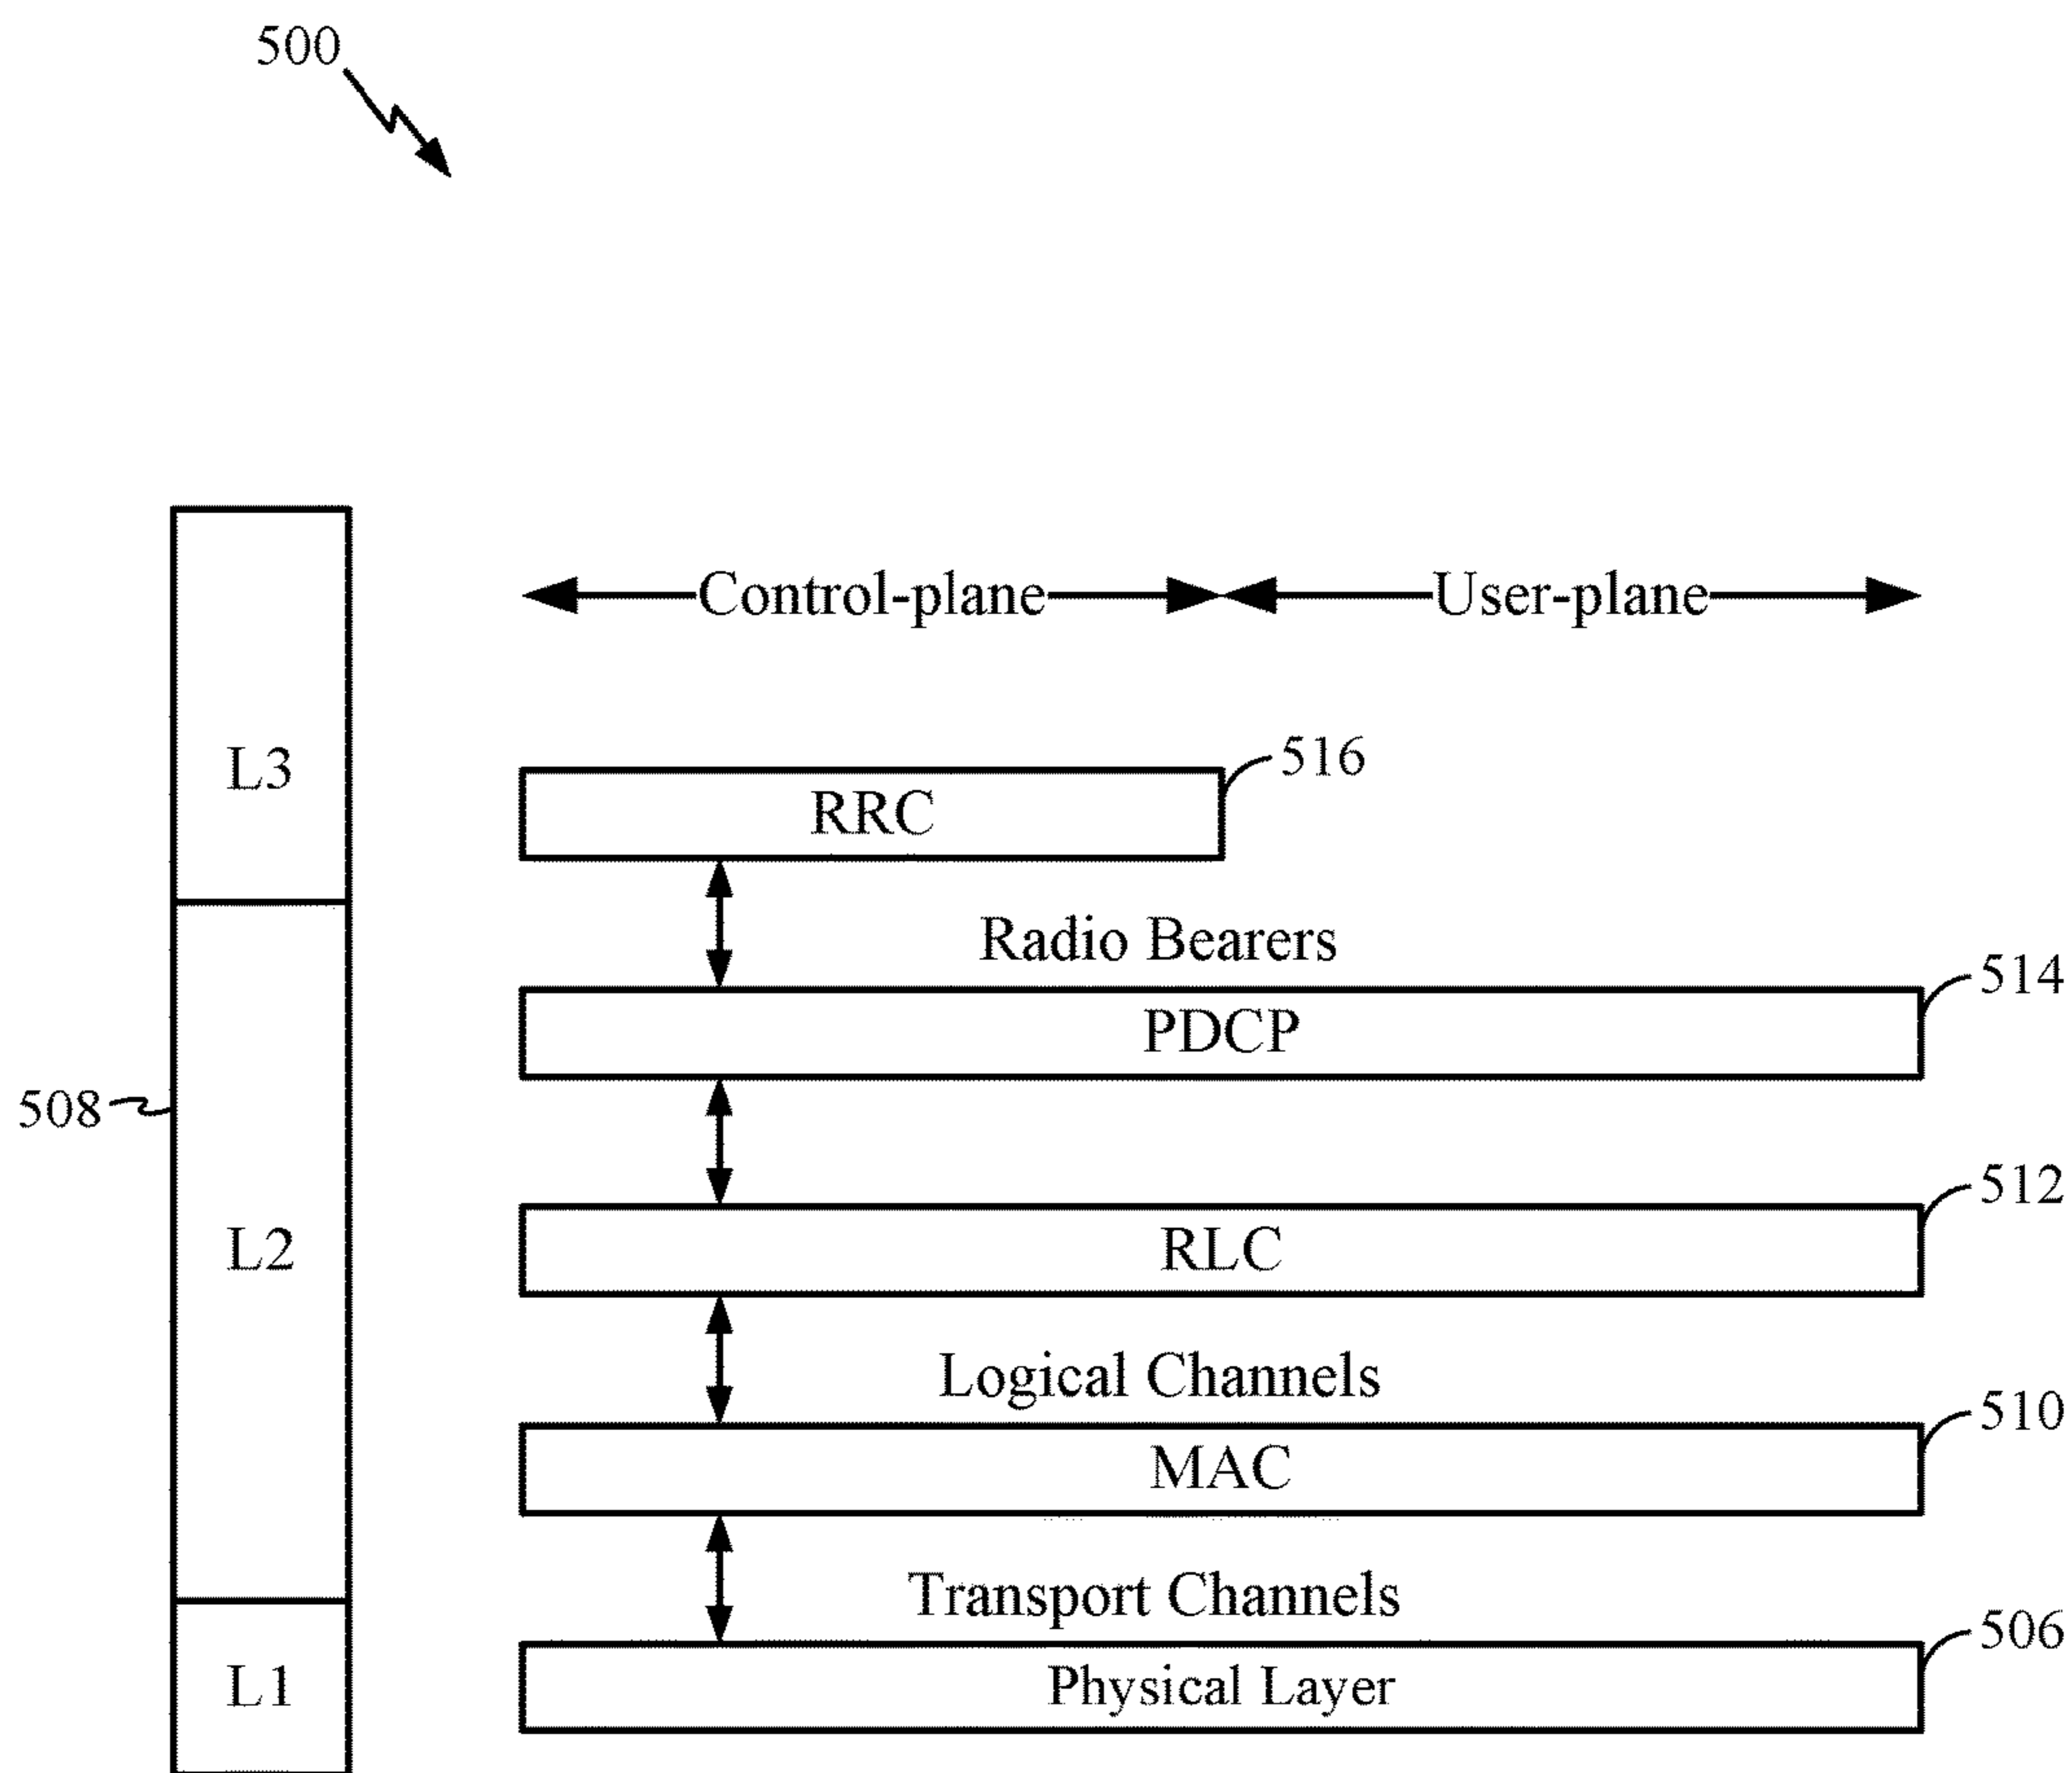 500
Control-plane User-plane
L3
516
RRC
Radio Bearers
514
PDCP
508
512
L2
RLC
Logical Channels
510
MAC
Transport Channels
506
L1
Physical Layer